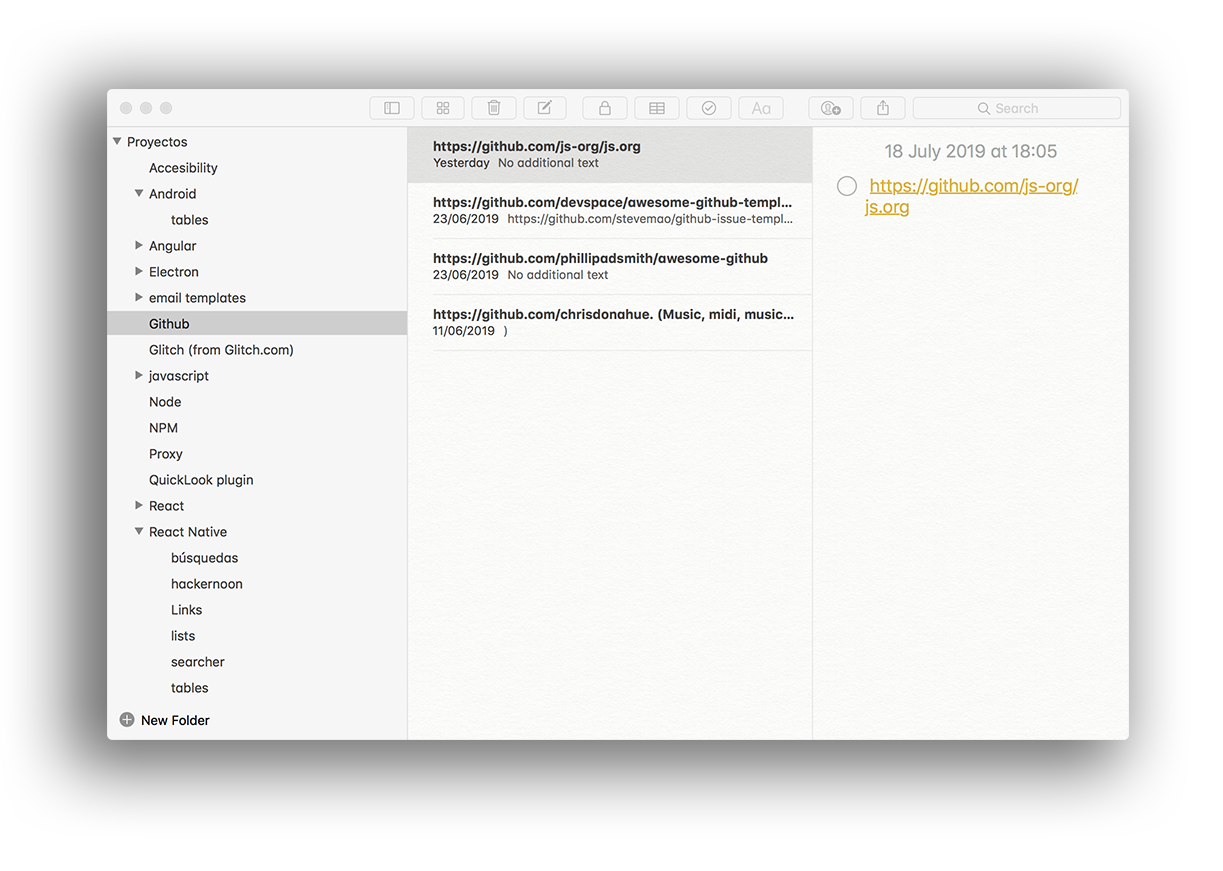 Aa
Search
Proyectos
Accesibility
Android
tables
Angular
Electron
email templates
Github
Glitch (from Glitch.com)
javascript
Node
NPM
Proxy
QuickLook plugin
React
React Native
búsquedas
hackernoon
Links
lists
searcher
tables
New Folder
https://github.com/js-org/js.org
Yesterday No additional text
https://github.com/devspace/awesome-github-templ...
23/06/2019 https://github.com/stevemao/github-issue-templ...
https://github.com/phillipadsmith/awesome-github
23/06/2019 No additional text
https://github.com/chrisdonahue. (Music, midi, music...
11/06/2019 )
18 July 2019 at 18:05
https://github.com/js-org/
js.org